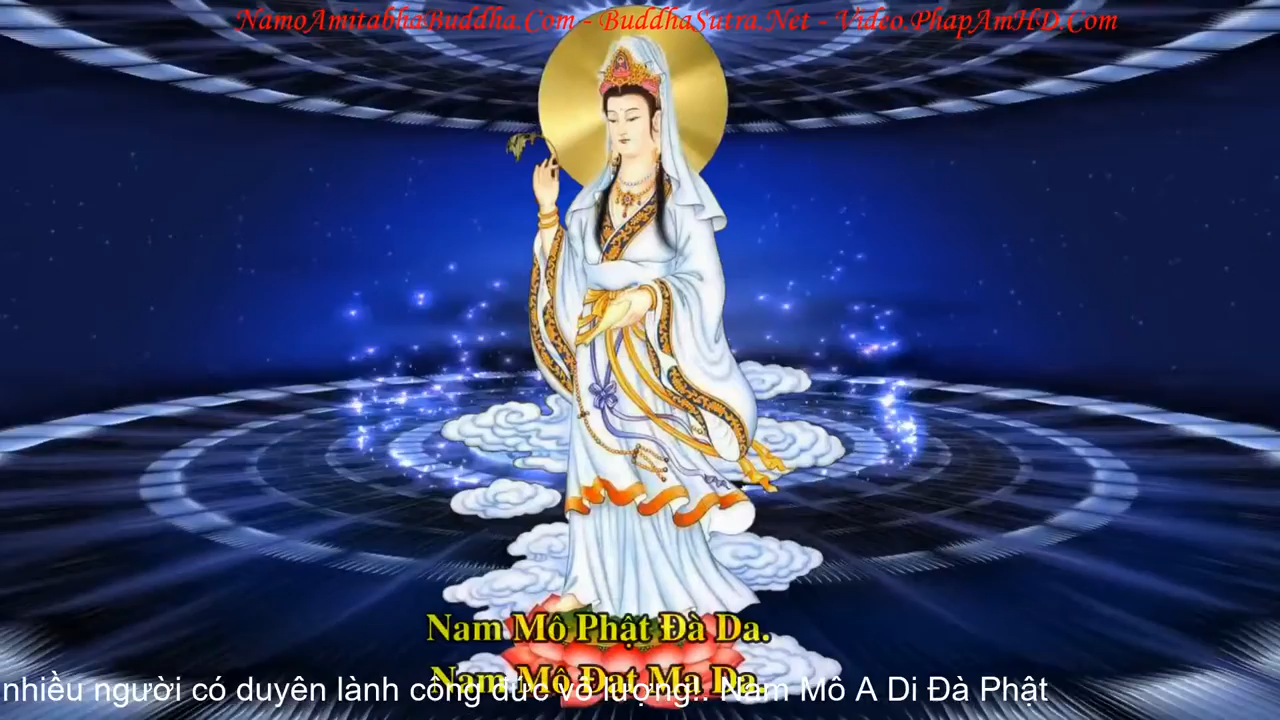 NamoAmitabhaBuddha.Com - BuddhaSutra.Net - Video.PhapAmHD.Com
Nam Mô Phật Đà Da.
Nam Mô Đạt Ma Da.
nhiều người có duyên lành công đức vô lượng!. Nam Mô A Di Đà Phật